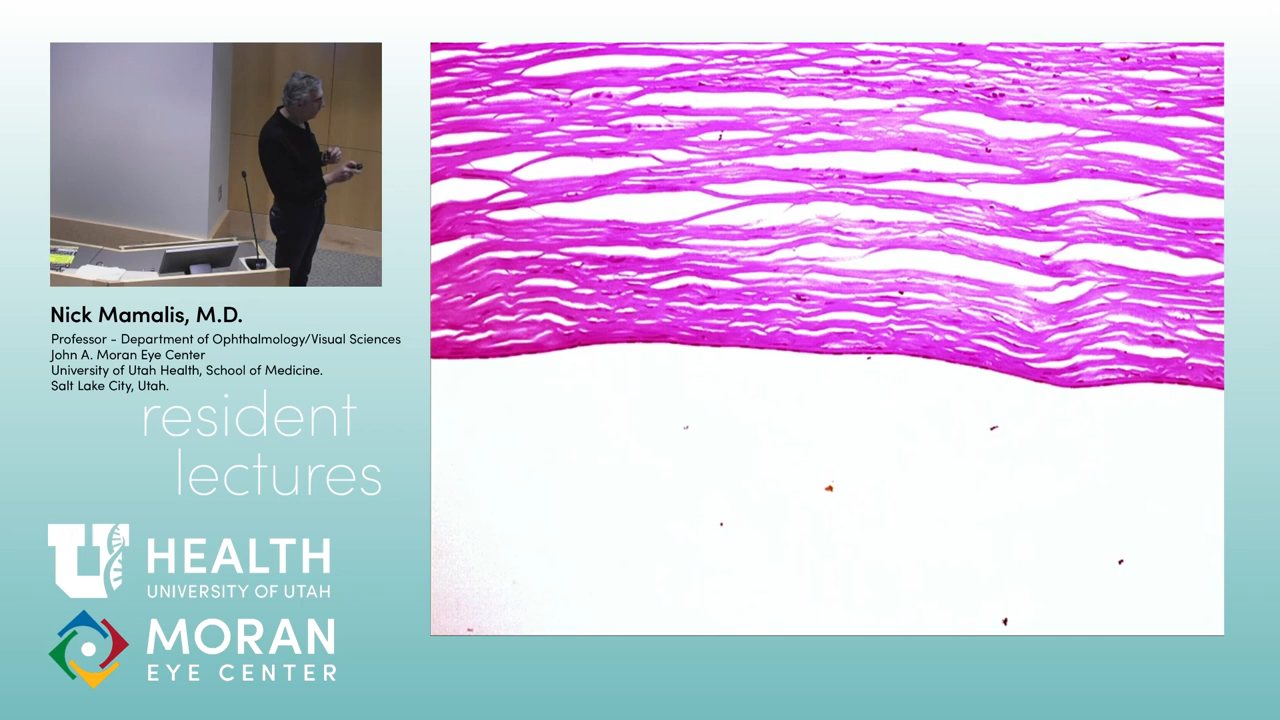 Nick Mamalis, M.D.
Professor - Department of Ophthalmology/Visual Sciences
John A. Moran Eye Center
University of Utah Health, School of Medicine.
Salt Lake City, Utah.
resident
lectures
U
HEALTH
UNIVERSITY OF UTAH
MORAN
EYE CENTER